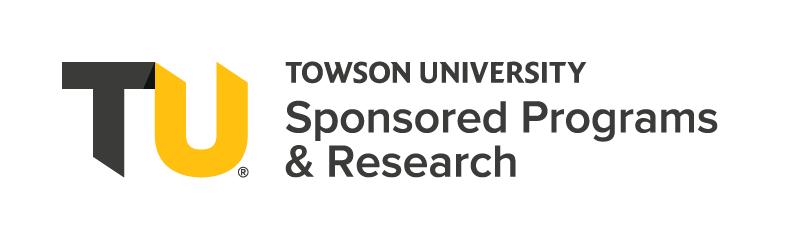 TU®
TOWSON UNIVERSITY
Sponsored Programs
& Research